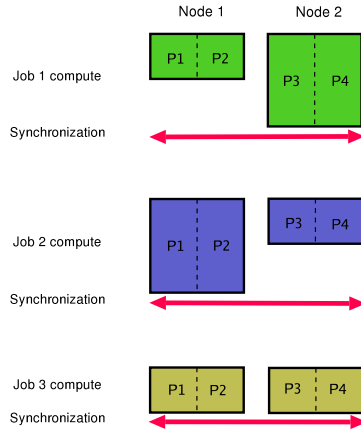 Node 1 Node 2
Job 1 compute P1 P2 P3 P4
Synchronization
Job 2 compute P1 P2 P3 P4
Synchronization
Job 3 compute P1 P2 P3 P4
Synchronization